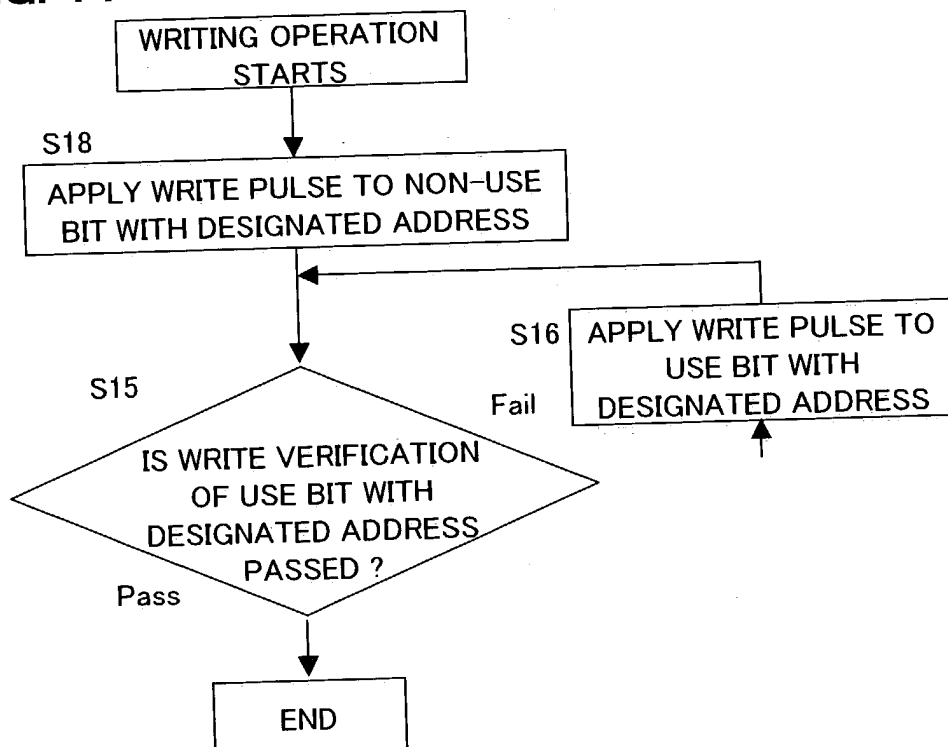 WRITING OPERATION
STARTS
S18
APPLY WRITE PULSE TO NON-USE
BIT WITH DESIGNATED ADDRESS
S16
APPLY WRITE PULSE TO
USE BIT WITH
DESIGNATED ADDRESS
S15
Fail
IS WRITE VERIFICATION
OF USE BIT WITH
DESIGNATED ADDRESS
PASSED ?
Pass
END